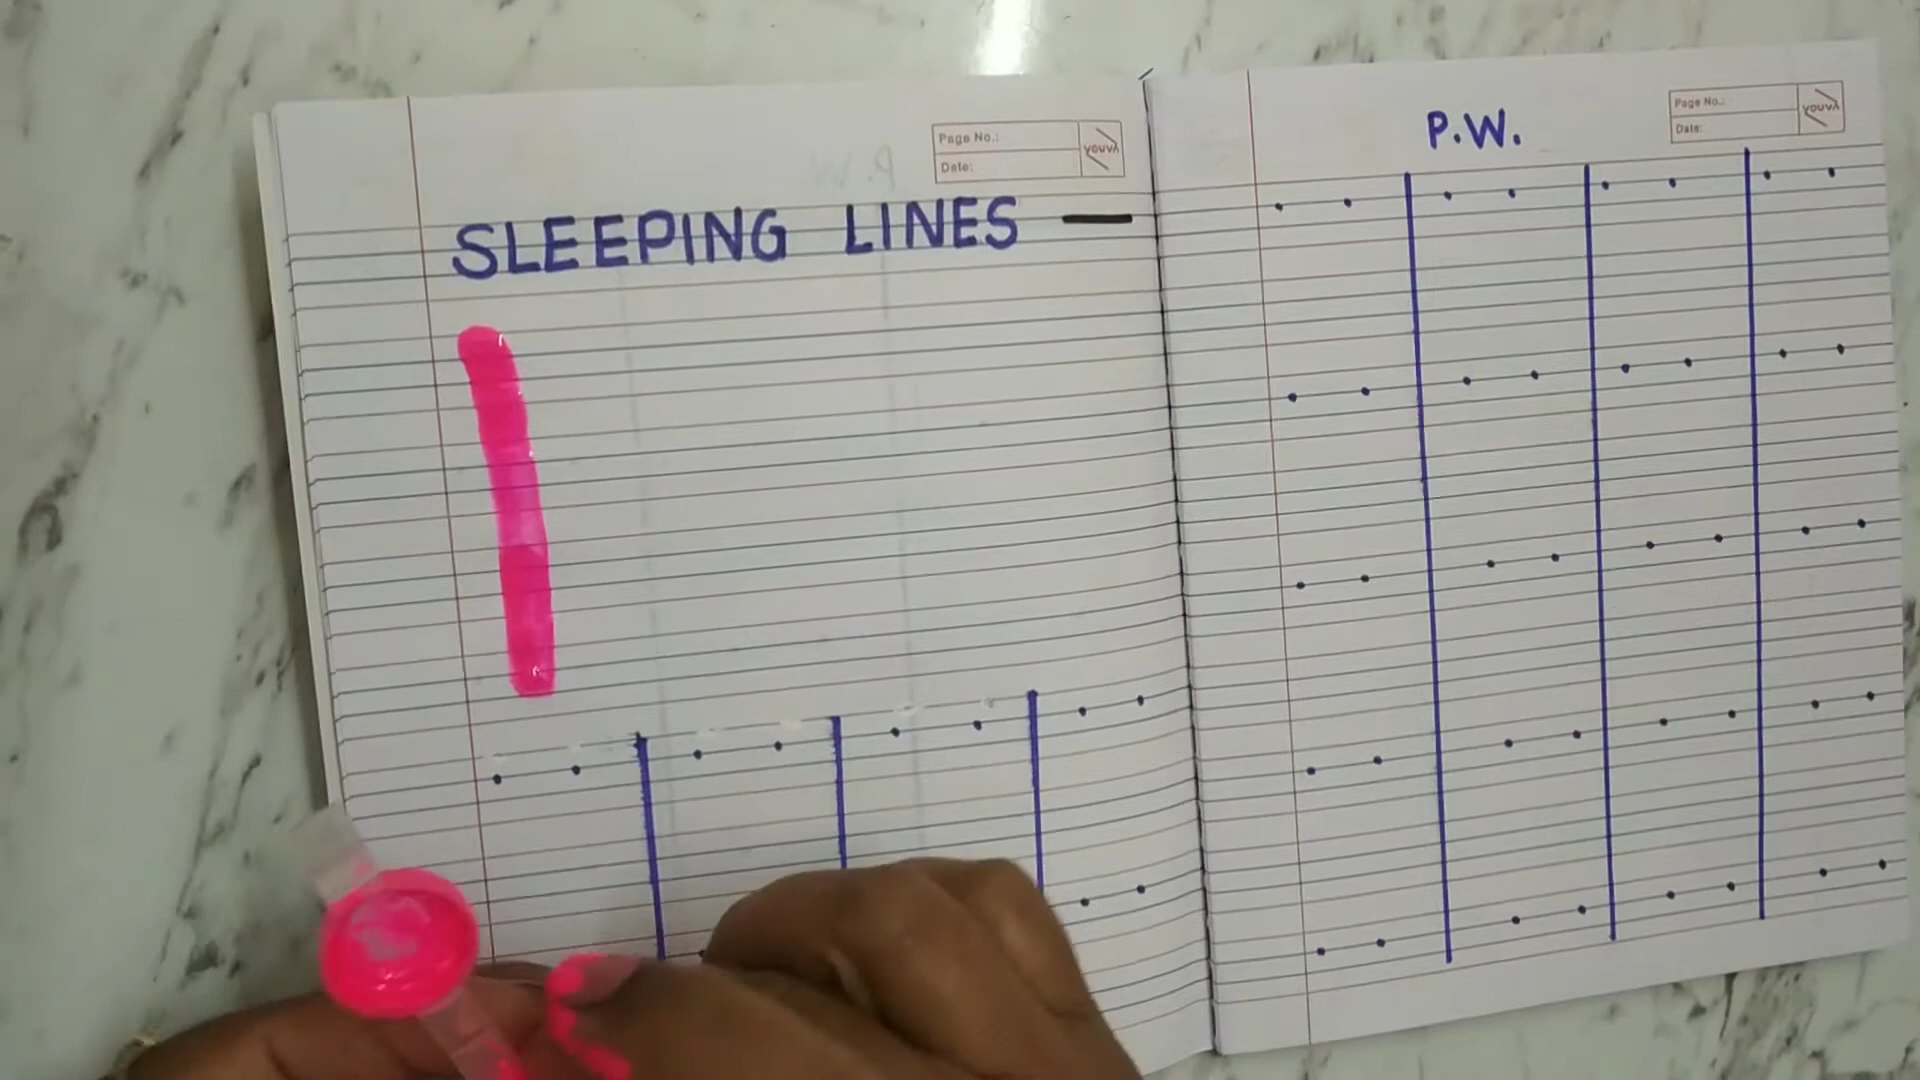 Page No.:
Date:
youva
SLEEPING LINES —
P.W.
Page No.:
Date:
youva